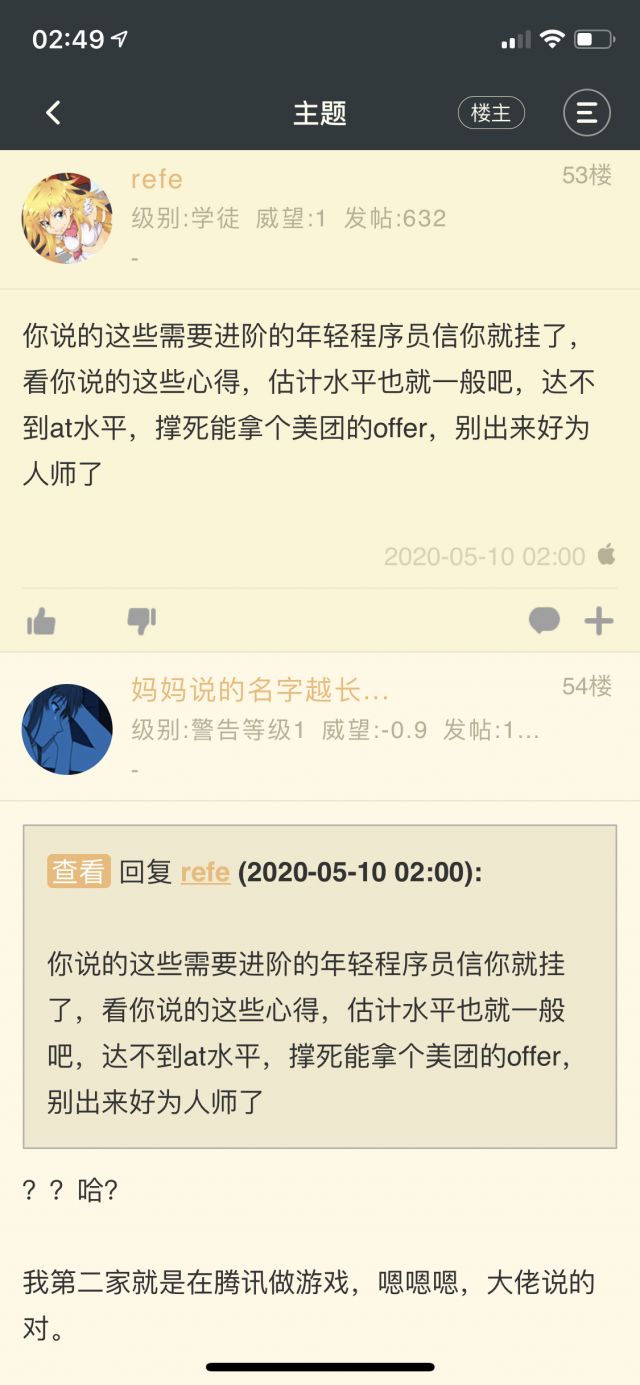 02:49
主题
楼主
refe
53楼
级别:学徒 威望:1 发帖:632
-
你说的这些需要进阶的年轻程序员信你就挂了，
看你说的这些心得，估计水平也就一般吧，达不
到at水平，撑死能拿个美团的offer，别出来好为
人师了
2020-05-10 02:00
妈妈说的名字越长...
54楼
级别:警告等级1 威望:-0.9 发帖:1...
-
查看 回复 refe (2020-05-10 02:00):
你说的这些需要进阶的年轻程序员信你就挂
了，看你说的这些心得，估计水平也就一般
吧，达不到at水平，撑死能拿个美团的offer，
别出来好为人师了
？？哈?
我第二家就是在腾讯做游戏，嗯嗯嗯，大佬说的
对。